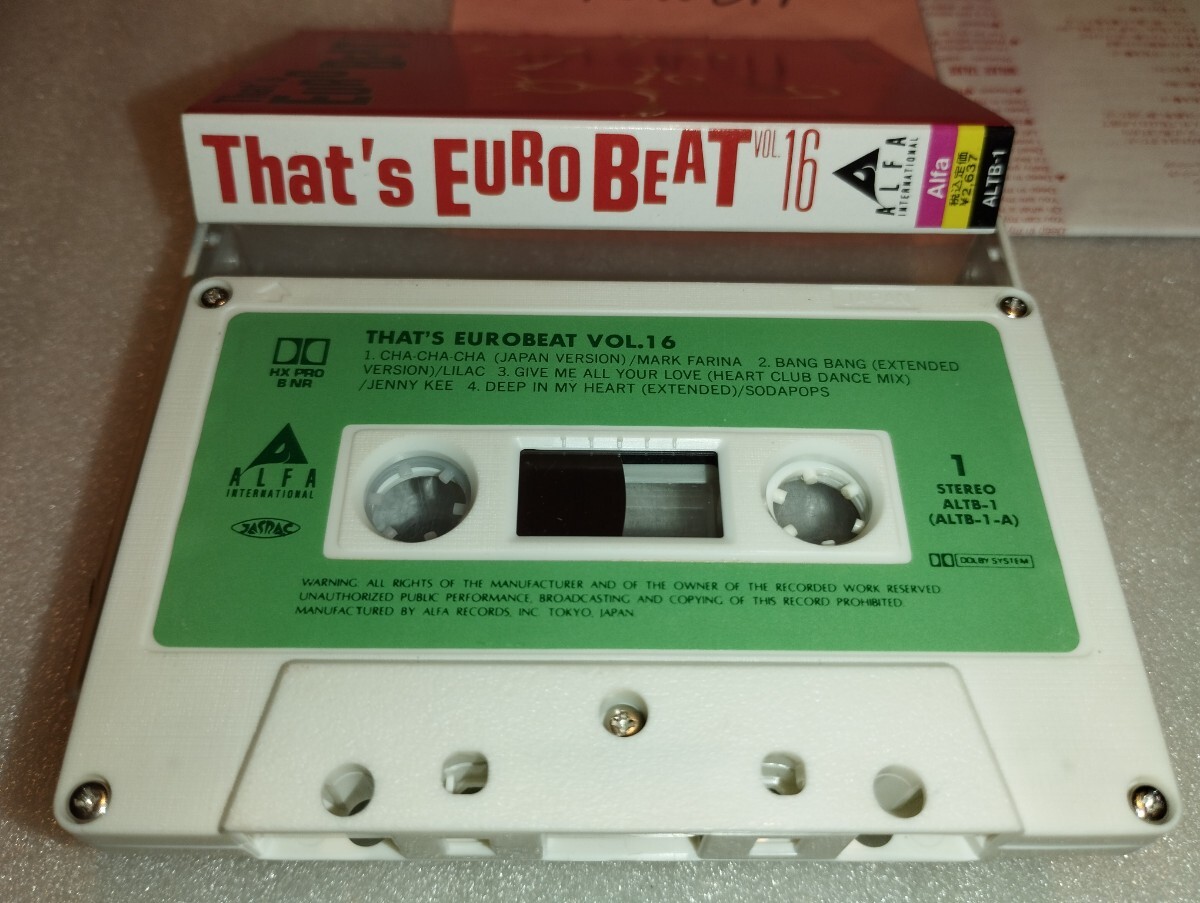 That's EUROBEAT VOL. 16
ALFA
INTERNATIONAL
Alfa
税込定価
¥2,637
ALTB-1
THAT'S EUROBEAT VOL.16
1. CHA-CHA-CHA (JAPAN VERSION)/MARK FARINA 2. BANG BANG (EXTENDED
VERSION)/LILAC 3. GIVE ME ALL YOUR LOVE (HEART CLUB DANCE MIX)
/JENNY KEE 4. DEEP IN MY HEART (EXTENDED)/SODAPOPS
HX PRO
B NR
ALFA
INTERNATIONAL
JASRAC
1
STEREO
ALTB-1
(ALTB-1-A)
DOLBY SYSTEM
WARNING. ALL RIGHTS OF THE MANUFACTURER AND OF THE OWNER OF THE RECORDED WORK RESERVED
UNAUTHORIZED PUBLIC PERFORMANCE, BROADCASTING AND COPYING OF THIS RECORD PROHIBITED.
MANUFACTURED BY ALFA RECORDS, INC. TOKYO, JAPAN